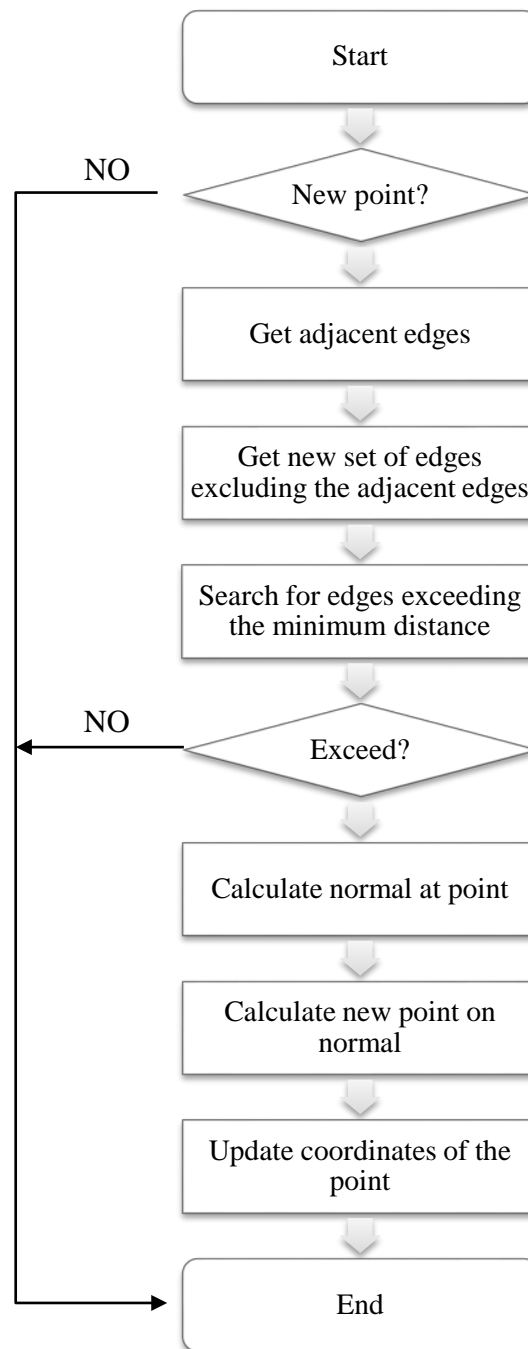 Start
NO
New point?
Get adjacent edges
Get new set of edges
excluding the adjacent edges
Search for edges exceeding
the minimum distance
NO
Exceed?
Calculate normal at point
Calculate new point on
normal
Update coordinates of the
point
End